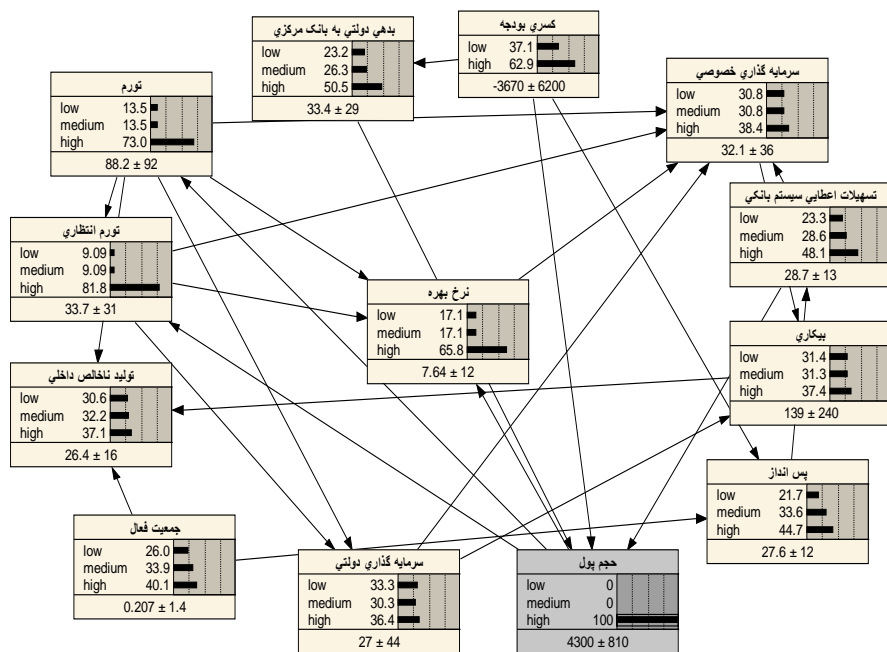 بدهي دولتي به بانک مرکزي
low 23.2
medium 26.3
high 50.5
33.4 ± 29
کسري بودجه
low 37.1
high 62.9
-3670 ± 6200
سرمايه گذاري خصوصي
low 30.8
medium 30.8
high 38.4
32.1 ± 36
تورم
low 13.5
medium 13.5
high 73.0
88.2 ± 92
تسهيلات اعطايي سيستم بانکي
low 23.3
medium 28.6
high 48.1
28.7 ± 13
تورم انتظاري
low 9.09
medium 9.09
high 81.8
33.7 ± 31
نرخ بهره
low 17.1
medium 17.1
high 65.8
7.64 ± 12
بيکاري
low 31.4
medium 31.3
high 37.4
139 ± 240
توليد ناخالص داخلي
low 30.6
medium 32.2
high 37.1
26.4 ± 16
پس انداز
low 21.7
medium 33.6
high 44.7
27.6 ± 12
جمعيت فعال
low 26.0
medium 33.9
high 40.1
0.207 ± 1.4
سرمايه گذاري دولتي
low 33.3
medium 30.3
high 36.4
27 ± 44
حجم پول
low 0
medium 0
high 100
4300 ± 810